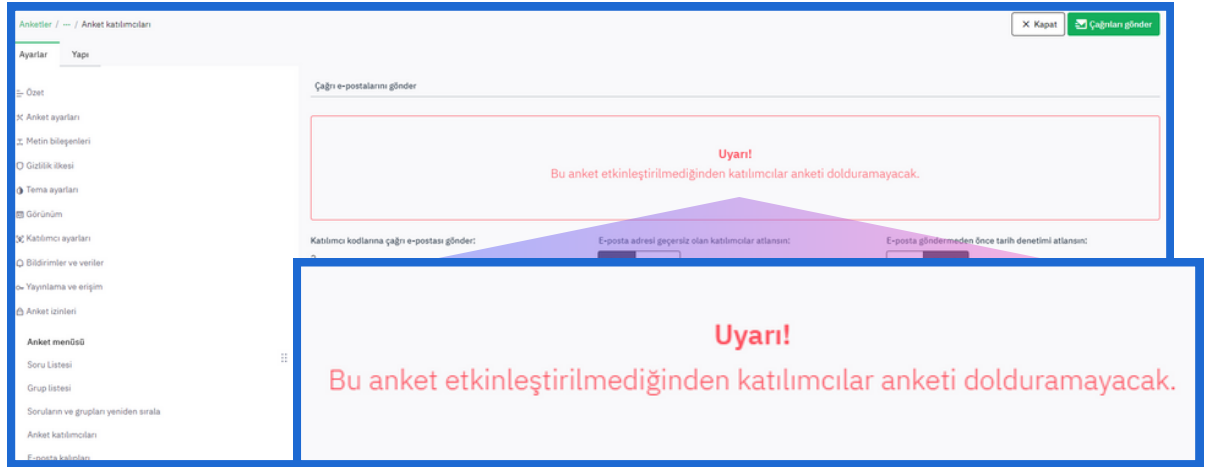 Anketler / — / Anket katılımcıları
Kapat
Çağrıları gönder
Ayarlar
Yapı
Özet
Anket ayarları
Metin bileşenleri
Gizlilik ilkesi
Tema ayarları
Görünüm
Katılımcı ayarları
Bildirimler ve veriler
Yayınlama ve erişim
Anket izinleri
Anket menüsü
Soru Listesi
Grup listesi
Soruların ve grupları yeniden sırala
Anket katılımcıları
E-posta kalıpları
Çağrı e-postalarını gönder
Uyarı!
Bu anket etkinleştirilmediğinden katılımcılar anketi dolduramayacak.
Katılımcı kodlarına çağrı e-postası gönder:
E-posta adresi geçersiz olan katılımcılar atlansın:
E-posta göndermeden önce tarih denetimi atlansın:
Uyarı!
Bu anket etkinleştirilmediğinden katılımcılar anketi dolduramayacak.